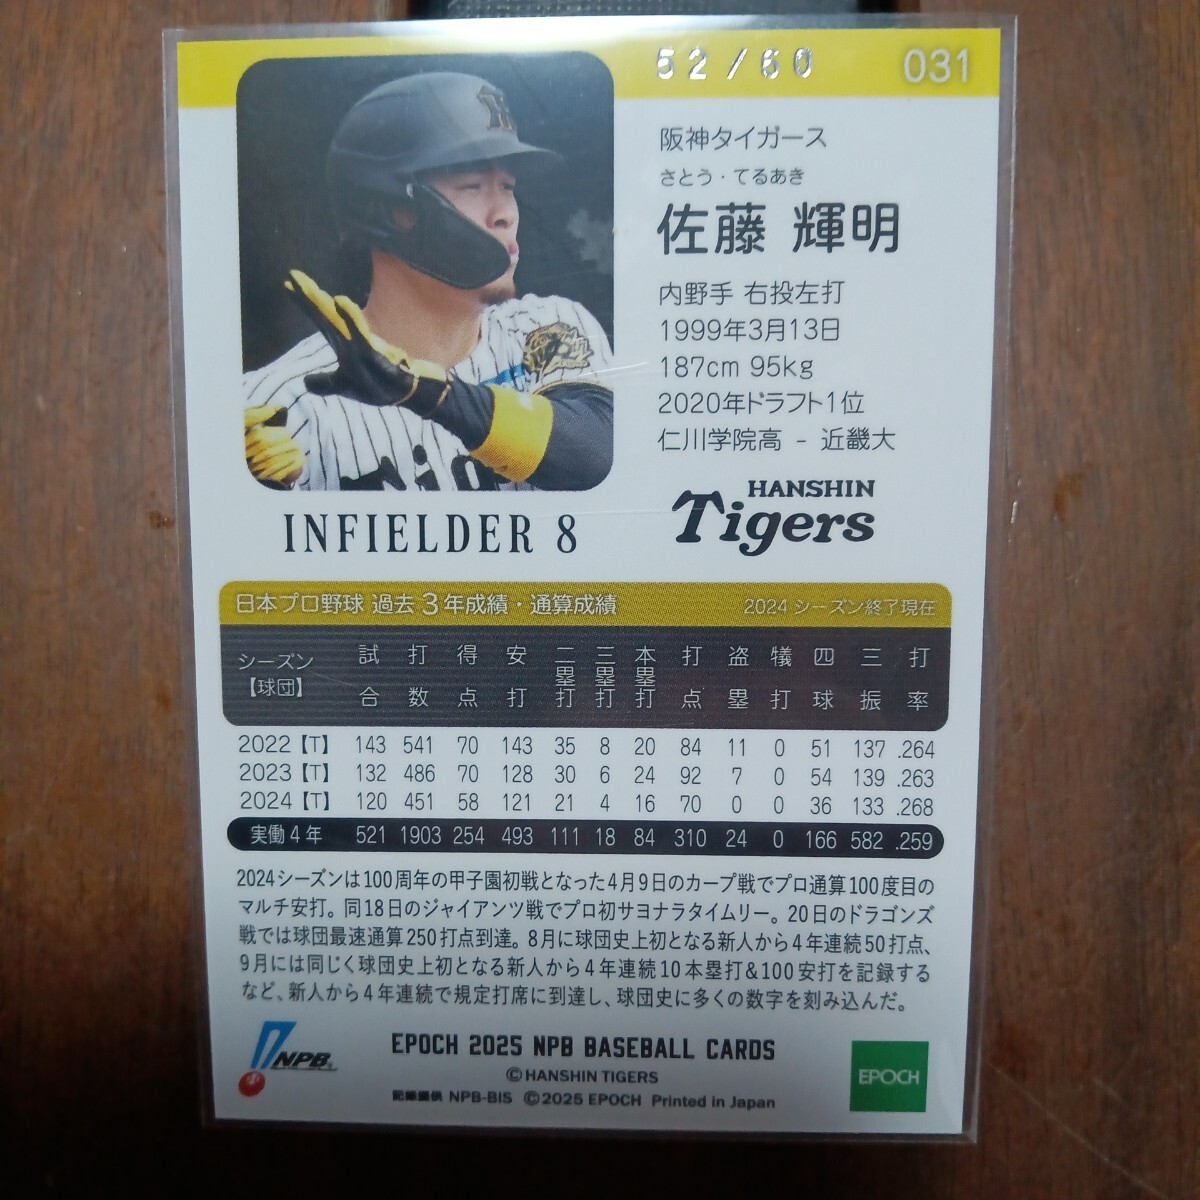 52/60 031
阪神タイガース
さとう・てるあき
佐藤 輝明
内野手 右投左打
1999年3月13日
187cm 95kg
2020年ドラフト1位
仁川学院高 - 近畿大
HANSHIN
Tigers
INFIELDER 8
日本プロ野球 過去3年成績・通算成績 2024 シーズン終了現在
シーズン【球団】 試合 打数 得点 安打 二塁打 三塁打 本塁打 打点 盗塁 犠打 四球 三振 打率
2022【T】 143 541 70 143 35 8 20 84 11 0 51 137 .264
2023【T】 132 486 70 128 30 6 24 92 7 0 54 139 .263
2024【T】 120 451 58 121 21 4 16 70 0 0 36 133 .268
実働4年 521 1903 254 493 111 18 84 310 24 0 166 582 .259
2024シーズンは100周年の甲子園初戦となった4月9日のカープ戦でプロ通算100度目の
マルチ安打。同18日のジャイアンツ戦でプロ初サヨナラタイムリー。20日のドラゴンズ
戦では球団最速通算250打点到達。8月に球団史上初となる新人から4年連続50打点、
9月には同じく球団史上初となる新人から4年連続10本塁打&100安打を記録する
など、新人から4年連続で規定打席に到達し、球団史に多くの数字を刻み込んだ。
NPB
EPOCH 2025 NPB BASEBALL CARDS
©HANSHIN TIGERS
記録提供 NPB-BIS ©2025 EPOCH Printed in Japan
EPOCH